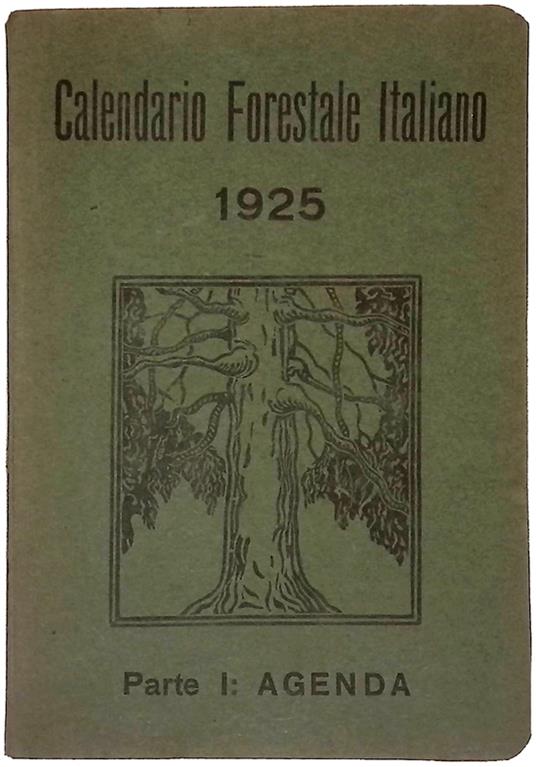 Calendario Forestale Italiano
1925
Parte I: AGENDA